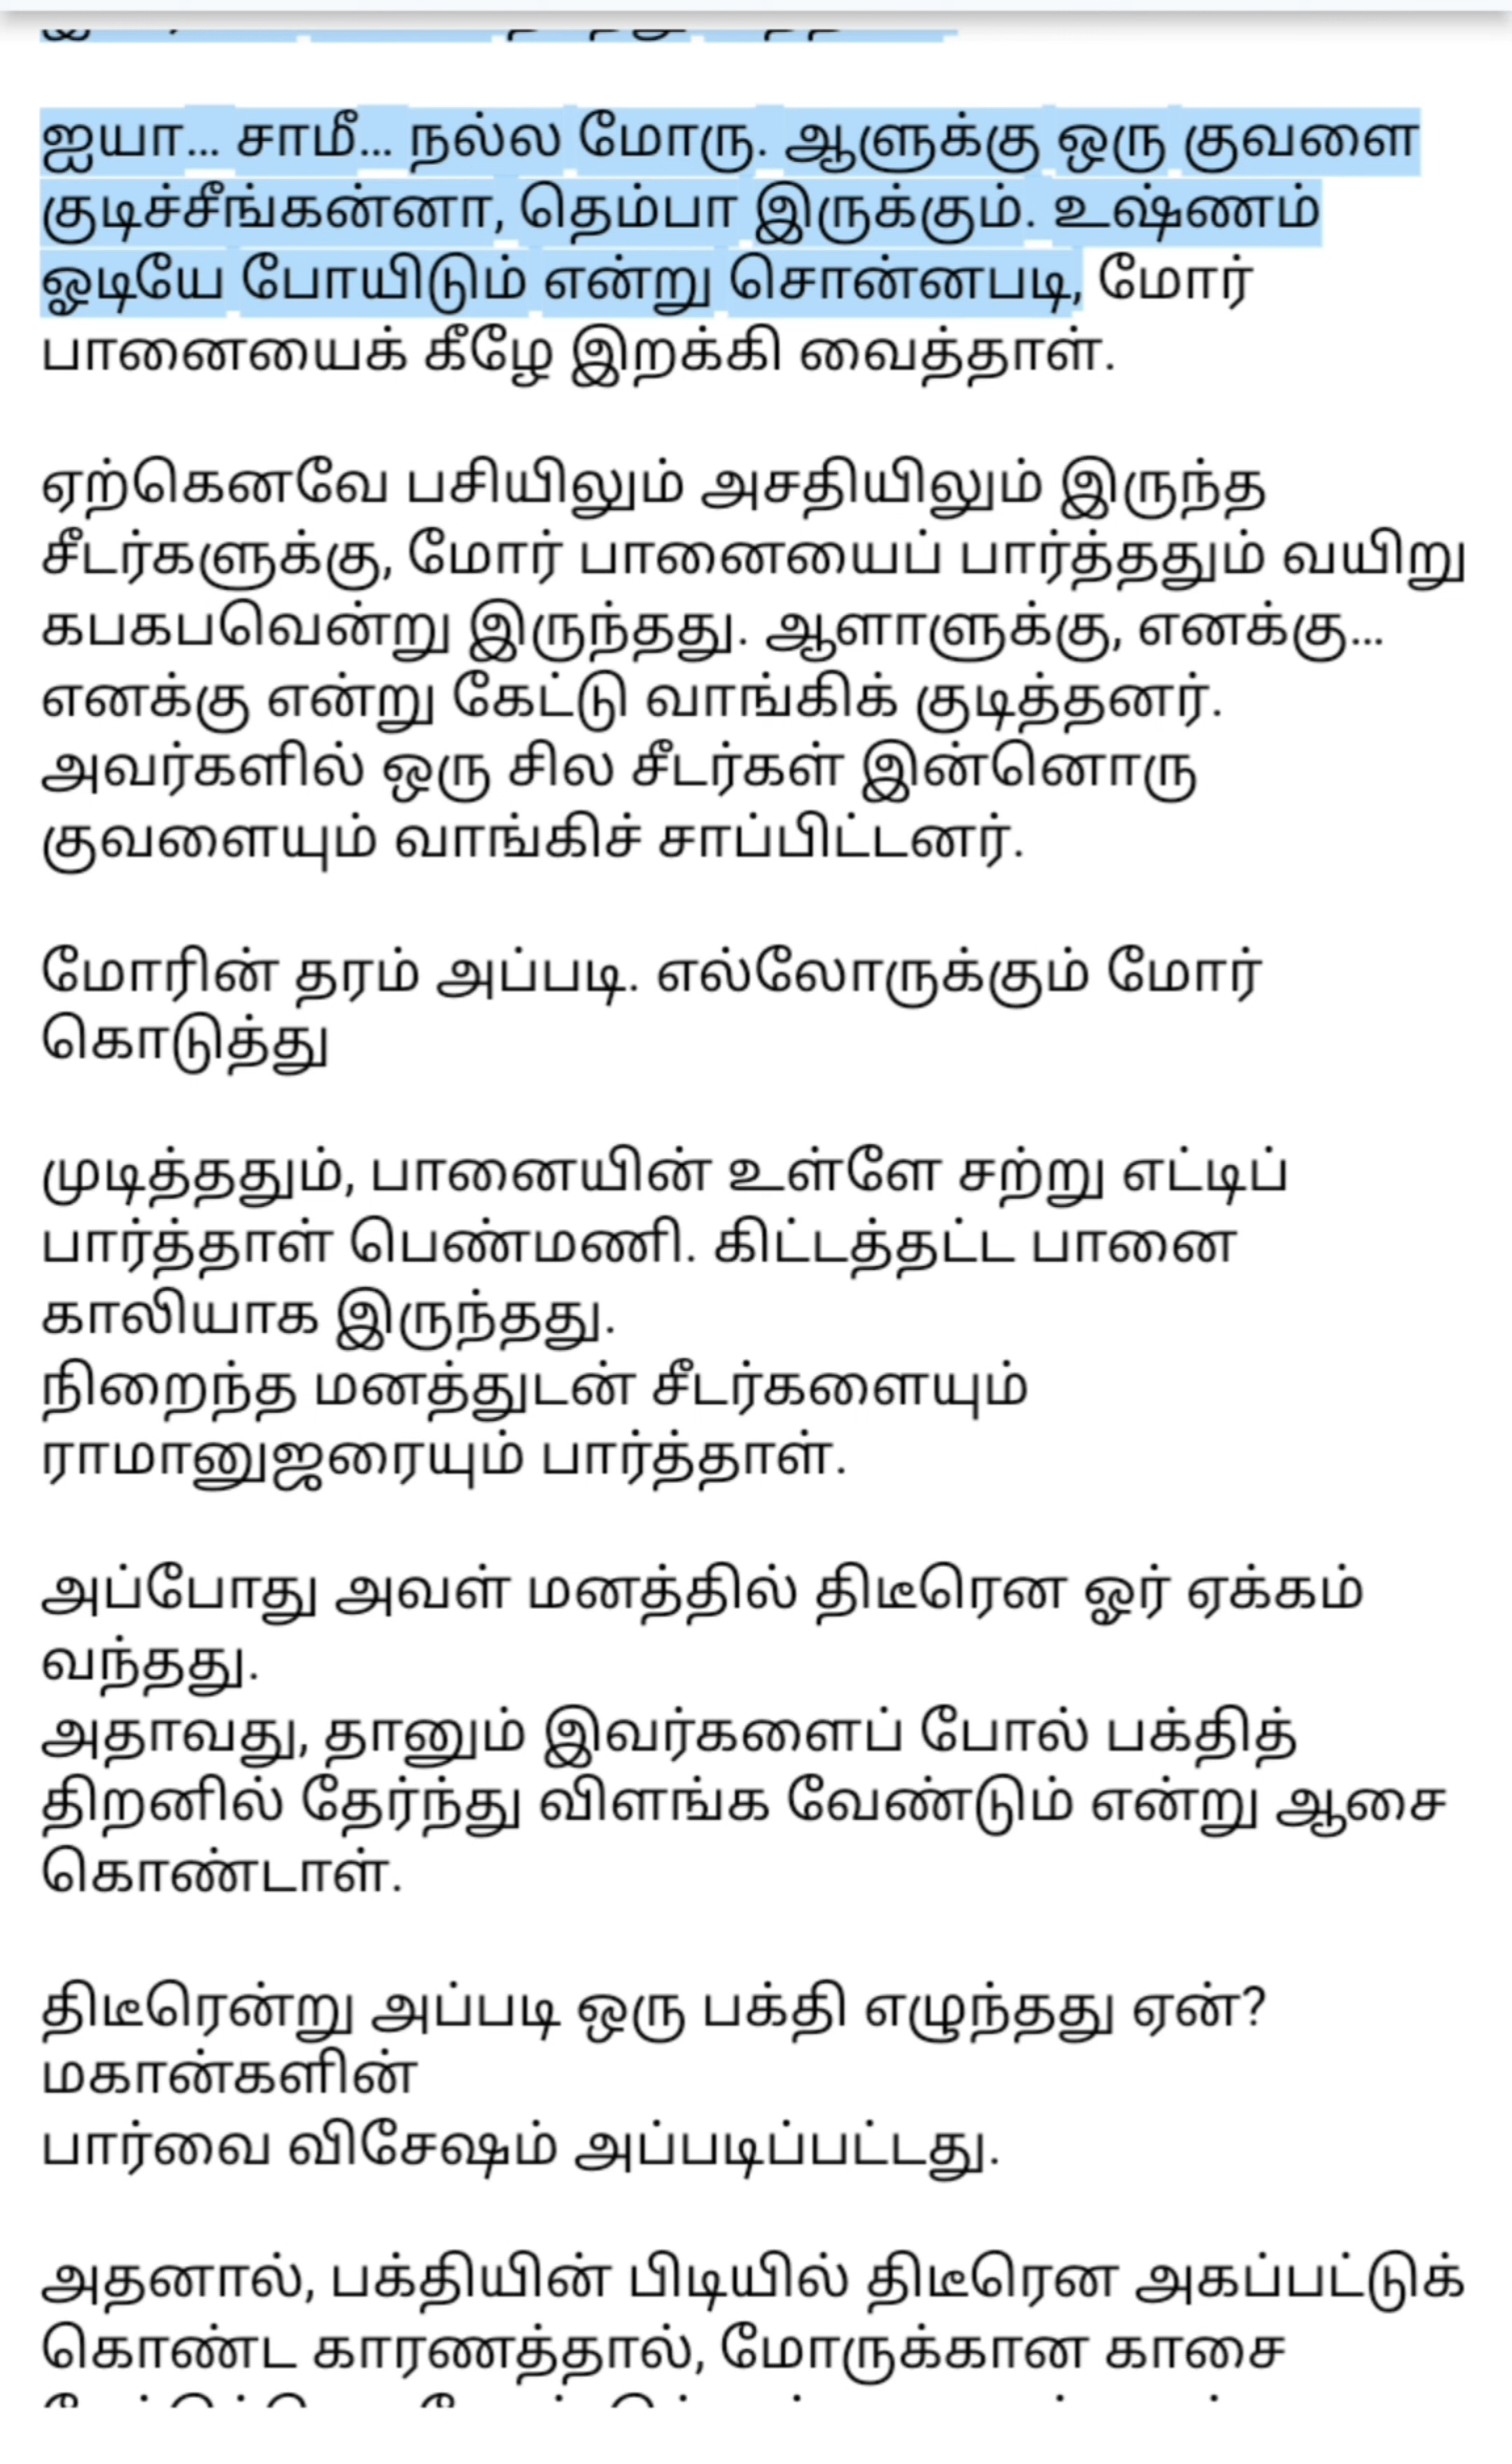 ஐயா... சாமீ... நல்ல மோரு. ஆளுக்கு ஒரு குவளை
குடிச்சீங்கன்னா, தெம்பா இருக்கும். உஷ்ணம்
ஓடியே போயிடும் என்று சொன்னபடி, மோர்
பானையைக் கீழே இறக்கி வைத்தாள்.
ஏற்கெனவே பசியிலும் அசதியிலும் இருந்த
சீடர்களுக்கு, மோர் பானையைப் பார்த்ததும் வயிறு
கபகபவென்று இருந்தது. ஆளாளுக்கு, எனக்கு...
எனக்கு என்று கேட்டு வாங்கிக் குடித்தனர்.
அவர்களில் ஒரு சில சீடர்கள் இன்னொரு
குவளையும் வாங்கிச் சாப்பிட்டனர்.
மோரின் தரம் அப்படி. எல்லோருக்கும் மோர்
கொடுத்து
முடித்ததும், பானையின் உள்ளே சற்று எட்டிப்
பார்த்தாள் பெண்மணி. கிட்டத்தட்ட பானை
காலியாக இருந்தது.
நிறைந்த மனத்துடன் சீடர்களையும்
ராமானுஜரையும் பார்த்தாள்.
அப்போது அவள் மனத்தில் திடீரென ஓர் ஏக்கம்
வந்தது.
அதாவது, தானும் இவர்களைப் போல் பக்தித்
திறனில் தேர்ந்து விளங்க வேண்டும் என்று ஆசை
கொண்டாள்.
திடீரென்று அப்படி ஒரு பக்தி எழுந்தது ஏன்?
மகான்களின்
பார்வை விசேஷம் அப்படிப்பட்டது.
அதனால், பக்தியின் பிடியில் திடீரென அகப்பட்டுக்
கொண்ட காரணத்தால், மோருக்கான காசை